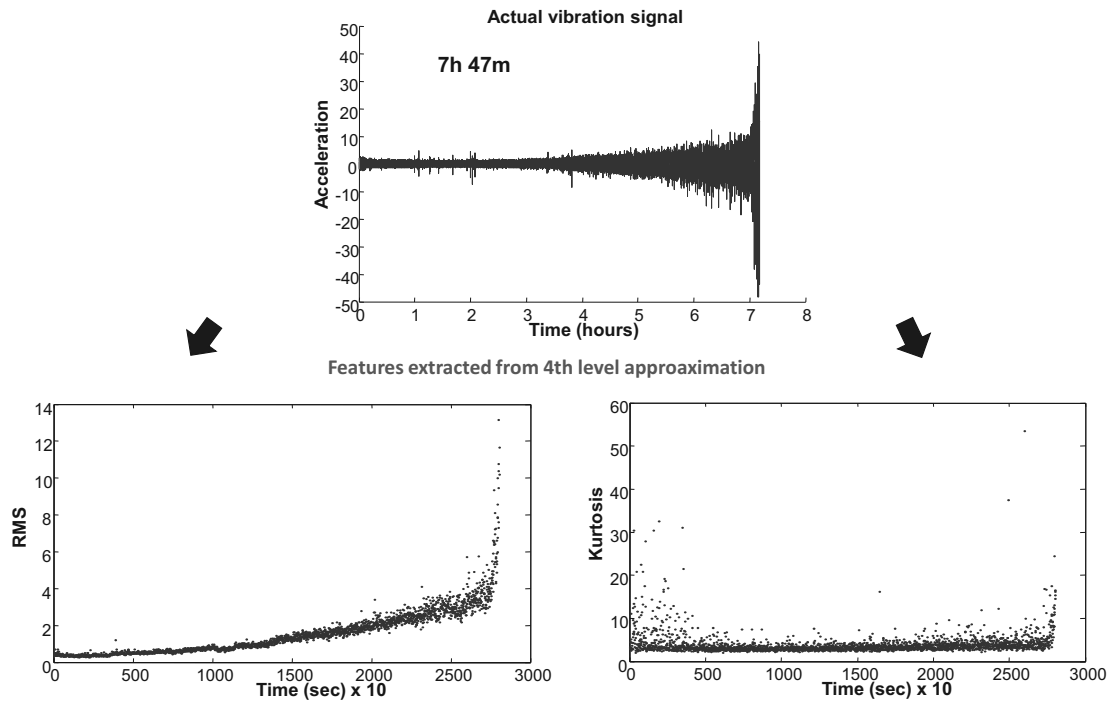 Actual vibration signal
50
40
30
20
10
0
-10
-20
-30
-40
-50
Acceleration
7h 47m
0 1 2 3 4 5 6 7 8
Time (hours)
Features extracted from 4th level approaximation
14
12
10
8
6
4
2
0
RMS
0 500 1000 1500 2000 2500 3000
Time (sec) x 10
60
50
40
30
20
10
0
Kurtosis
0 500 1000 1500 2000 2500 3000
Time (sec) x 10